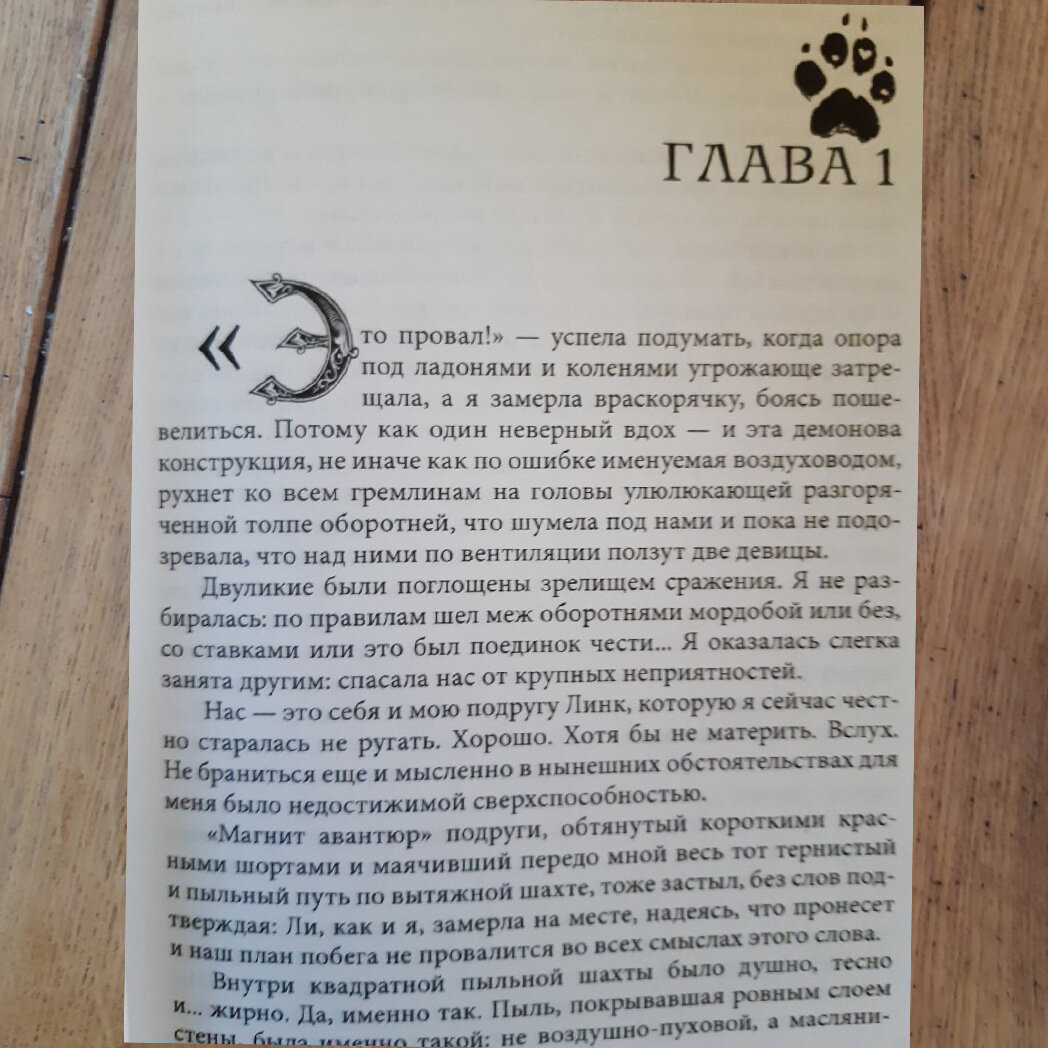 ГЛАВА 1
«Это провал!» — успела подумать, когда опора
под ладонями и коленями угрожающе затре-
щала, а я замерла враскорячку, боясь поше-
велиться. Потому как один неверный вдох — и эта демонова
конструкция, не иначе как по ошибке именуемая воздуховодом,
рухнет ко всем гремлинам на головы улюлюкающей разгоря-
ченной толпе оборотней, что шумела под нами и пока не подо-
зревала, что над ними по вентиляции ползут две девицы.
Двуликие были поглощены зрелищем сражения. Я не раз-
биралась: по правилам шел меж оборотнями мордобой или без,
со ставками или это был поединок чести... Я оказалась слегка
занята другим: спасала нас от крупных неприятностей.
Нас — это себя и мою подругу Линк, которую я сейчас чест-
но старалась не ругать. Хорошо. Хотя бы не материть. Вслух.
Не браниться еще и мысленно в нынешних обстоятельствах для
меня было недостижимой сверхспособностью.
«Магнит авантюр» подруги, обтянутый короткими крас-
ными шортами и маячивший передо мной весь тот тернистый
и пыльный путь по вытяжной шахте, тоже застыл, без слов под-
тверждая: Ли, как и я, замерла на месте, надеясь, что пронесет
и наш план побега не провалится во всех смыслах этого слова.
Внутри квадратной пыльной шахты было душно, тесно
и... жирно. Да, именно так. Пыль, покрывавшая ровным слоем
стены, была именно такой: не воздушно-пуховой, а масляни-